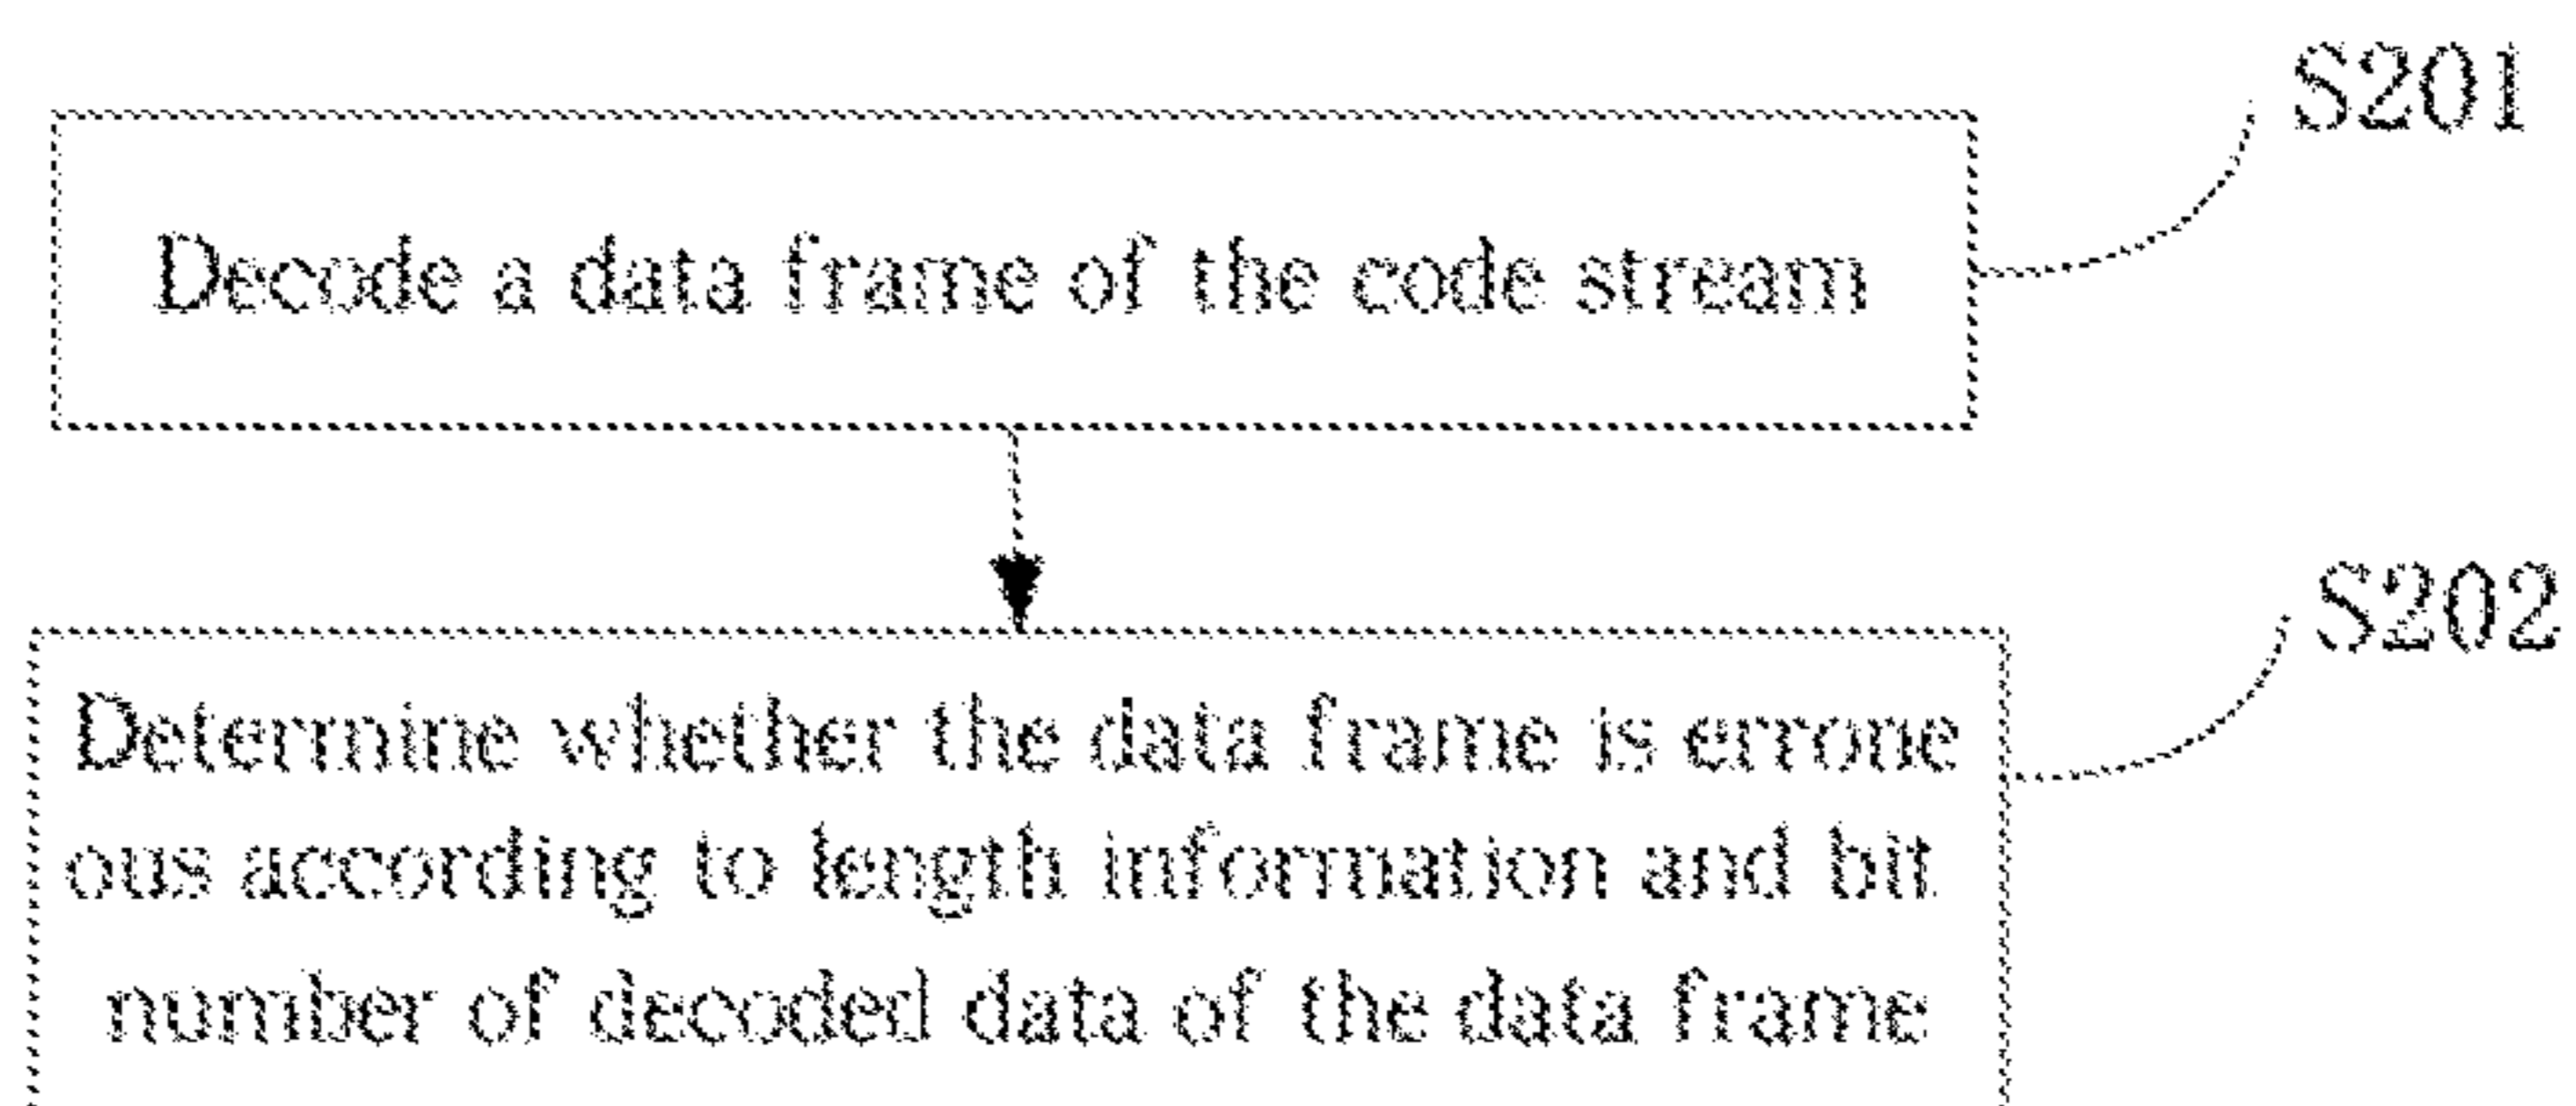 S201
Decode a data frame of the code stream
S202
Determine whether the data frame is errone
ous according to length information and bit
number of decoded data of the data frame